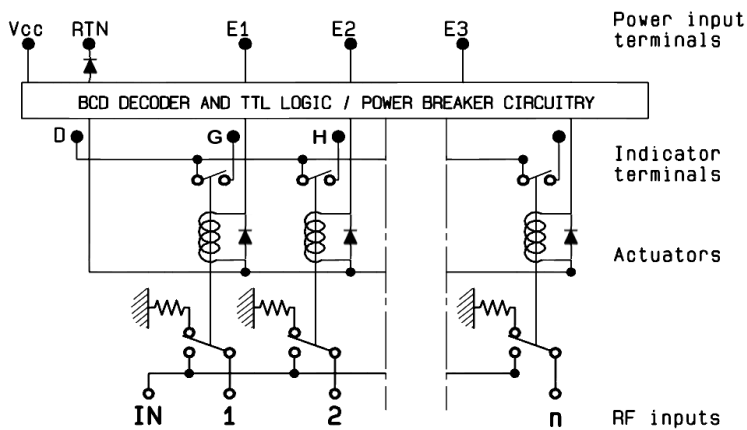 Vcc RTN E1 E2 E3 Power input
terminals
BCD DECODER AND TTL LOGIC / POWER BREAKER CIRCUITRY
D G H
Indicator
terminals
Actuators
IN 1 2 n RF inputs